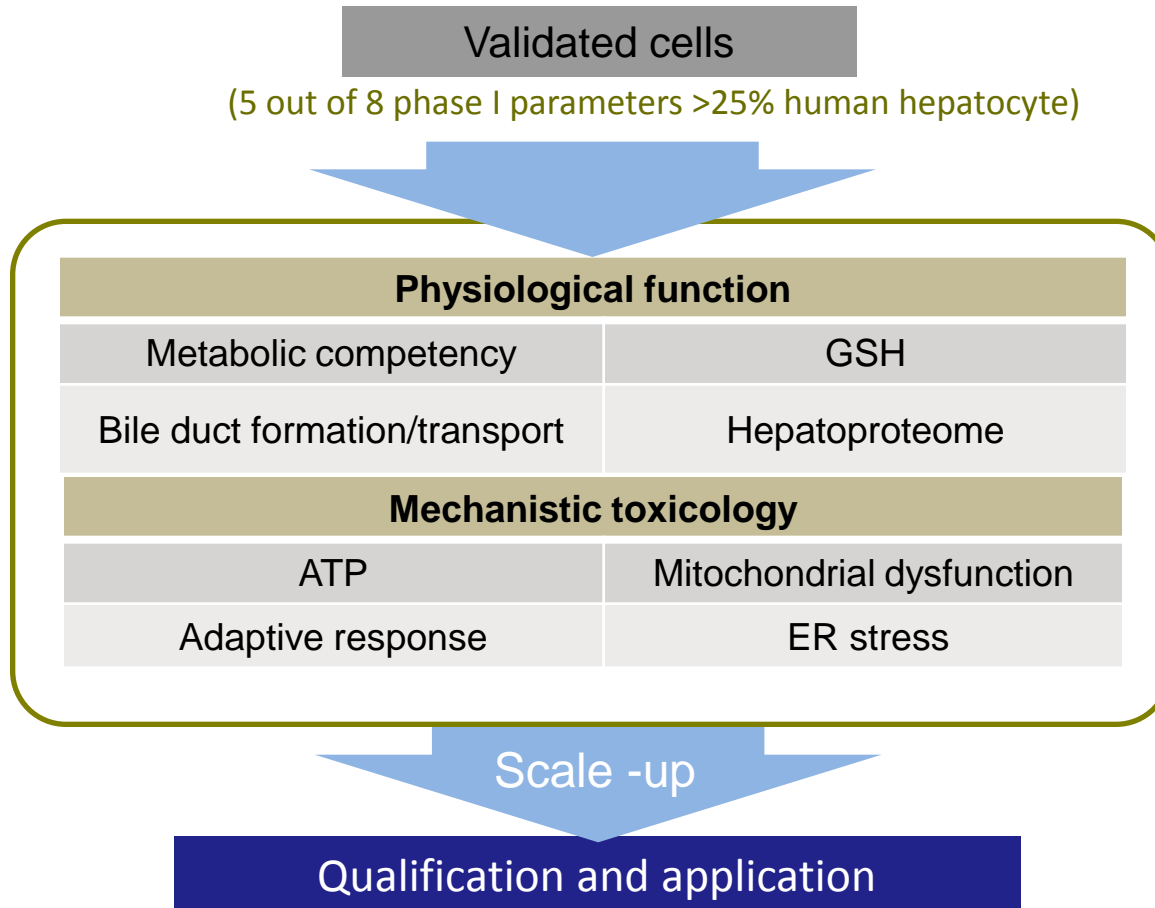 Validated cells
(5 out of 8 phase I parameters >25% human hepatocyte)
Physiological function
Metabolic competency
GSH
Bile duct formation/transport
Hepatoproteome
Mechanistic toxicology
ATP
Mitochondrial dysfunction
Adaptive response
ER stress
Scale -up
Qualification and application